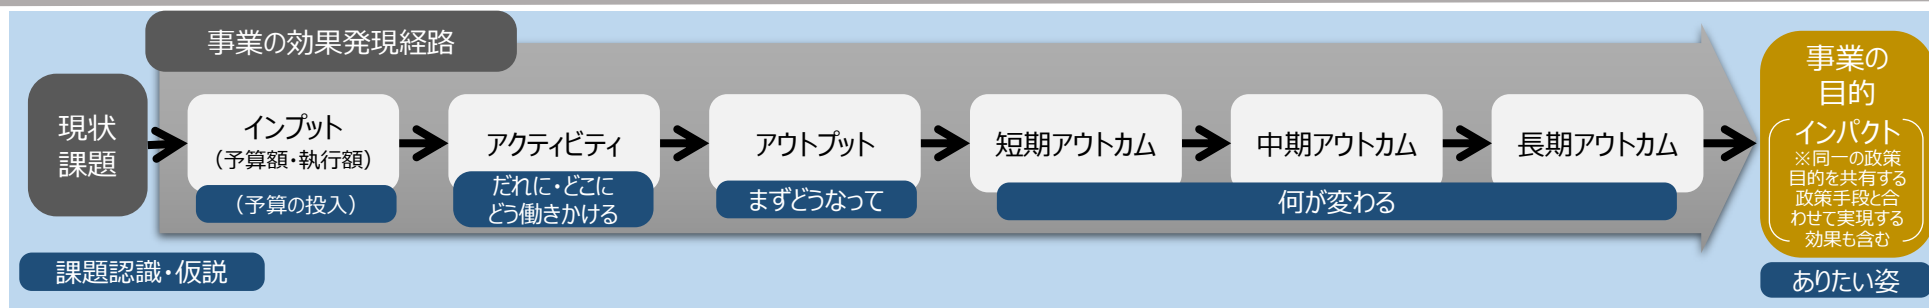 事業の効果発現経路
現状
課題
インプット
（予算額・執行額）
（予算の投入）
アクティビティ
だれに・どこに
どう働きかける
アウトプット
まずどうなって
短期アウトカム
中期アウトカム
長期アウトカム
何が変わる
事業の
目的
インパクト
※同一の政策
目的を共有する
政策手段と合
わせて実現する
効果も含む
課題認識・仮説
ありたい姿